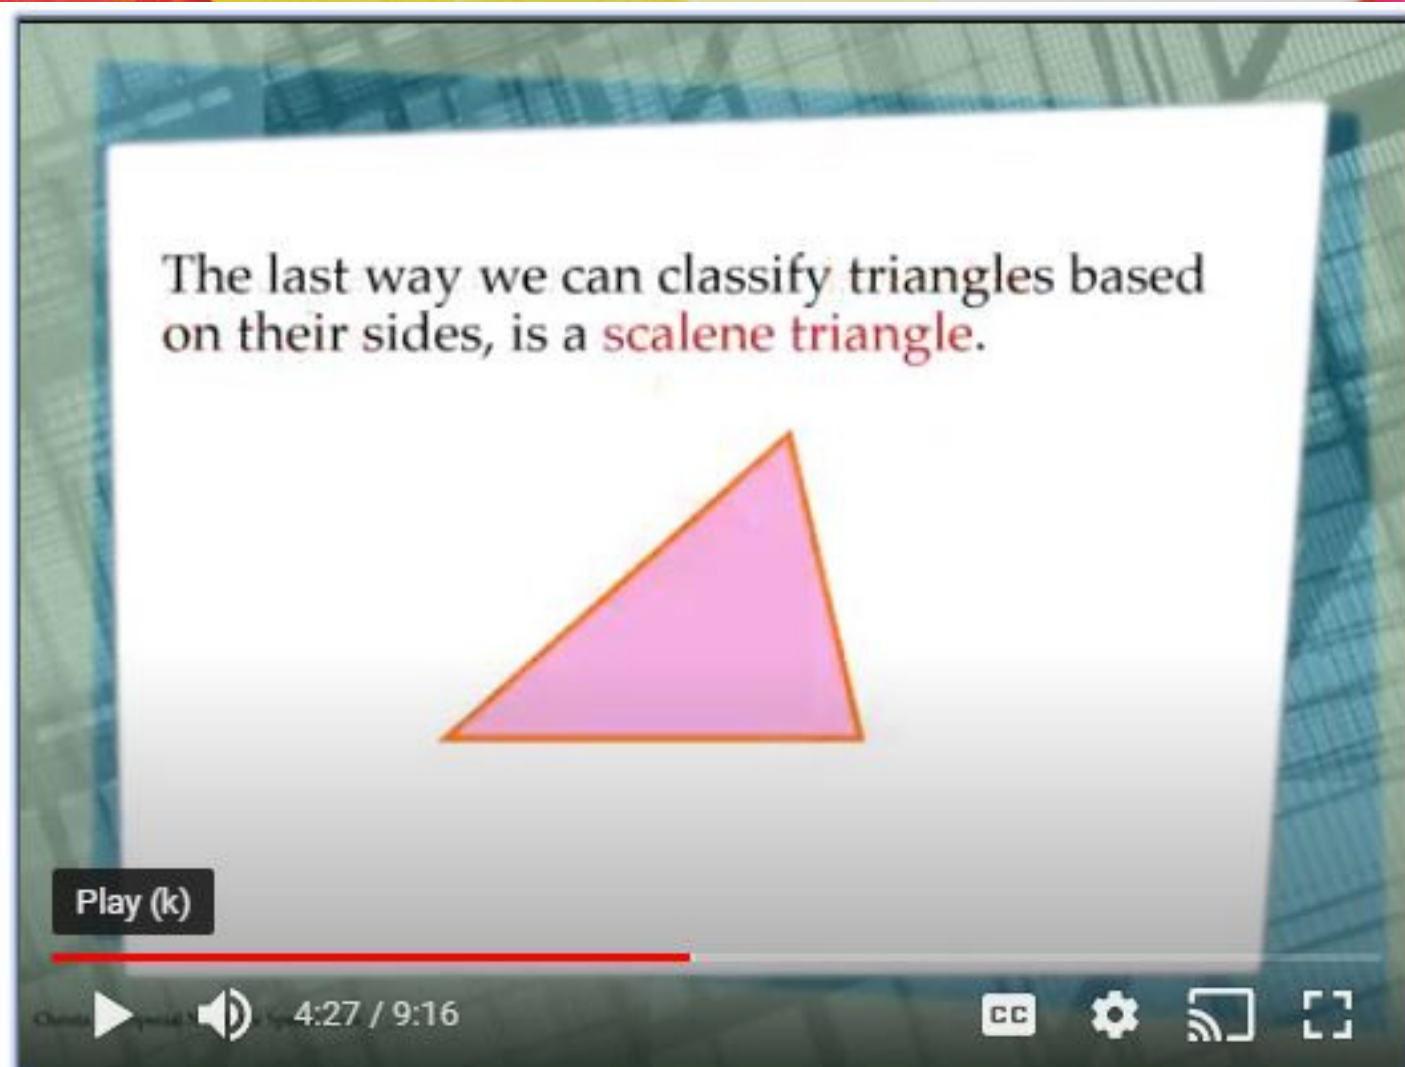 The last way we can classify triangles based
on their sides, is a scalene triangle.
Play (k)
4:27 / 9:16
CC